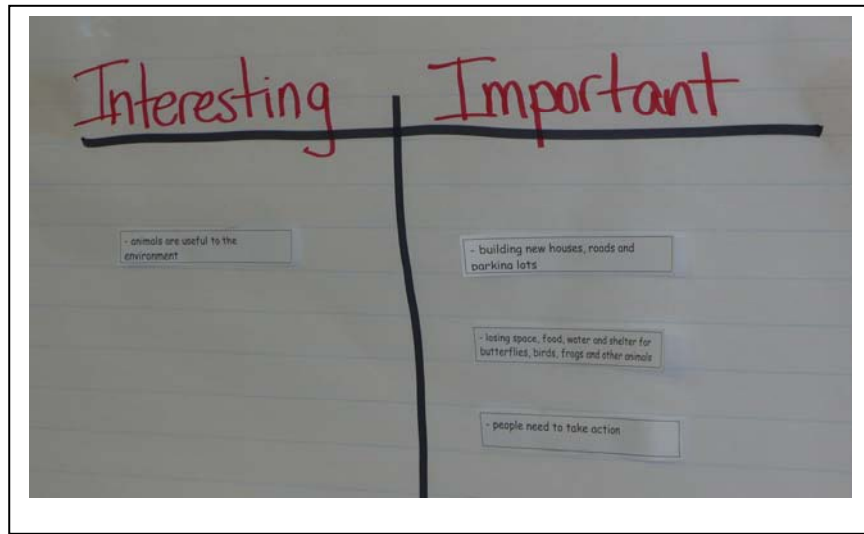 Interesting
Important
- animals are useful to the
environment
- building new houses, roads and
parking lots
- losing space, food, water and shelter for
butterflies, birds, frogs and other animals
- people need to take action